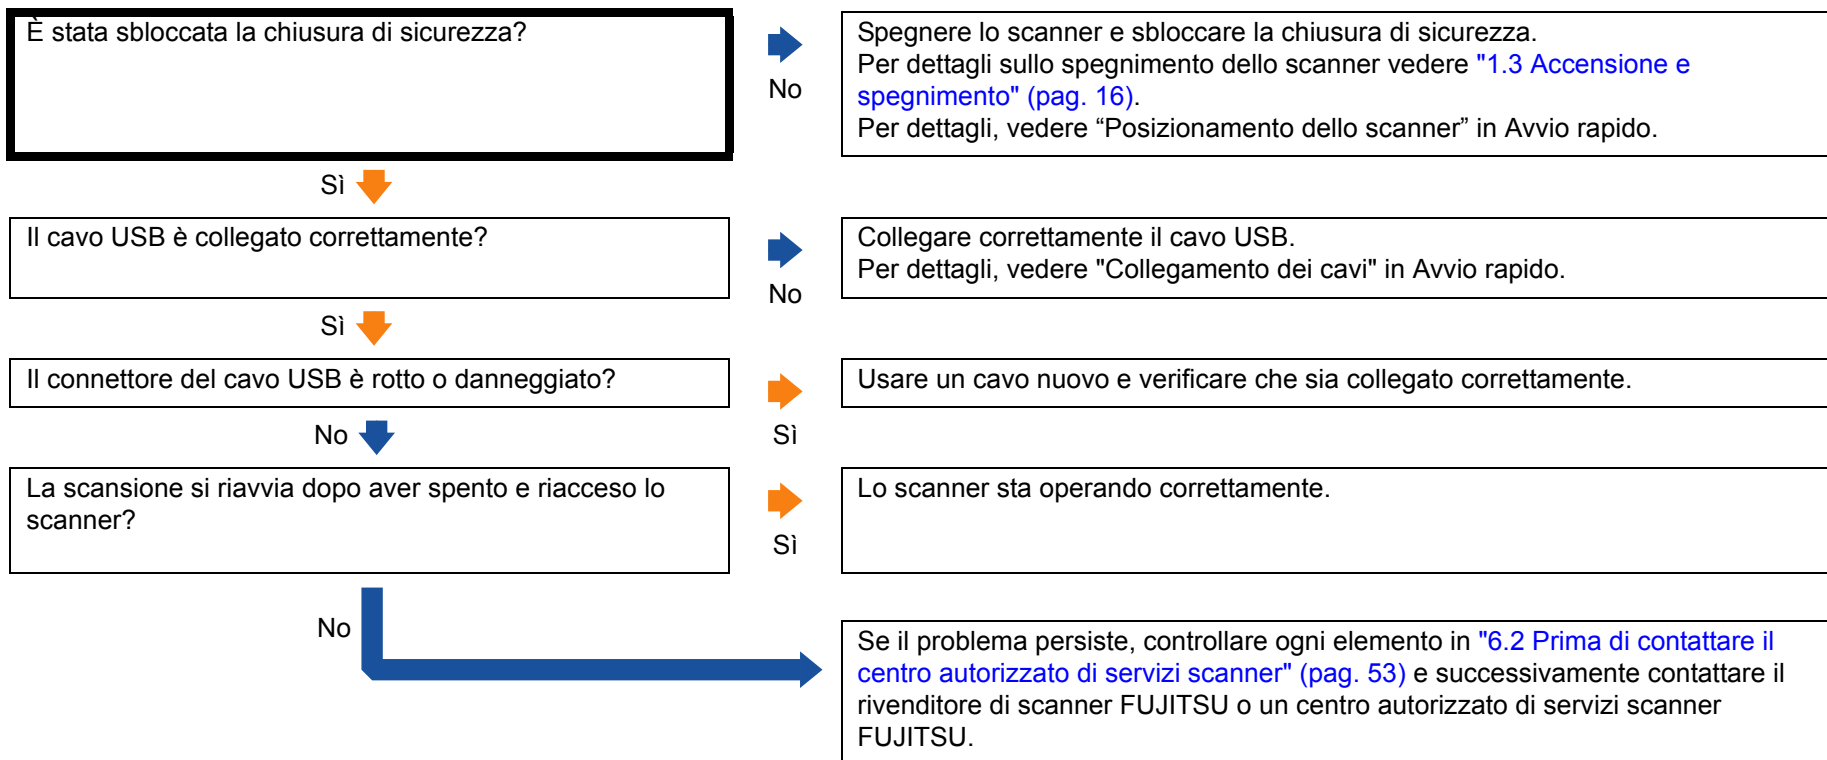 È stata sbloccata la chiusura di sicurezza?
No
Spegnere lo scanner e sbloccare la chiusura di sicurezza.
Per dettagli sullo spegnimento dello scanner vedere "1.3 Accensione e
spegnimento" (pag. 16).
Per dettagli, vedere “Posizionamento dello scanner” in Avvio rapido.
Sì
Il cavo USB è collegato correttamente?
No
Collegare correttamente il cavo USB.
Per dettagli, vedere "Collegamento dei cavi" in Avvio rapido.
Sì
Il connettore del cavo USB è rotto o danneggiato?
Sì
Usare un cavo nuovo e verificare che sia collegato correttamente.
No
La scansione si riavvia dopo aver spento e riacceso lo
scanner?
Sì
Lo scanner sta operando correttamente.
No
Se il problema persiste, controllare ogni elemento in "6.2 Prima di contattare il
centro autorizzato di servizi scanner" (pag. 53) e successivamente contattare il
rivenditore di scanner FUJITSU o un centro autorizzato di servizi scanner
FUJITSU.